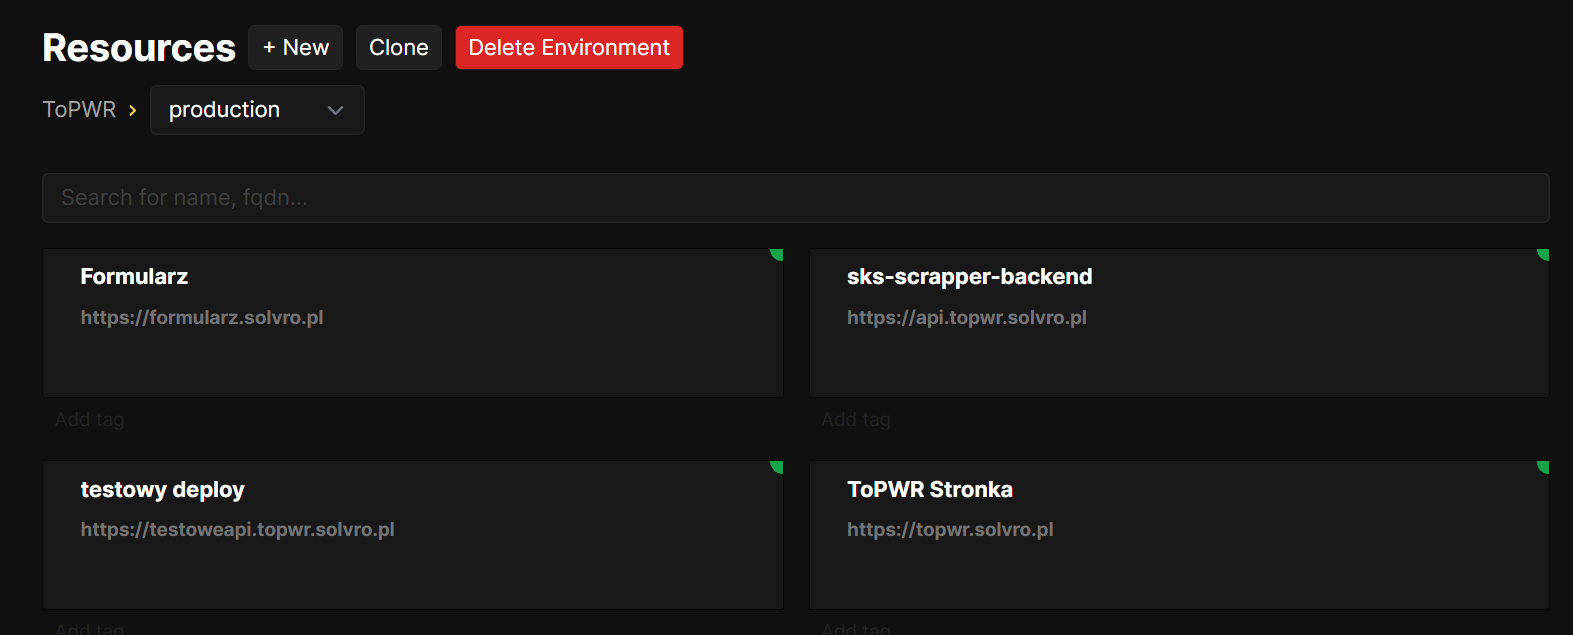 Resources + New Clone Delete Environment
ToPWR > production
Search for name, fqdn...
Formularz
https://formularz.solvro.pl
Add tag
sks-scrapper-backend
https://api.topwr.solvro.pl
Add tag
testowy deploy
https://testoweapi.topwr.solvro.pl
Add tag
ToPWR Stronka
https://topwr.solvro.pl
Add tag